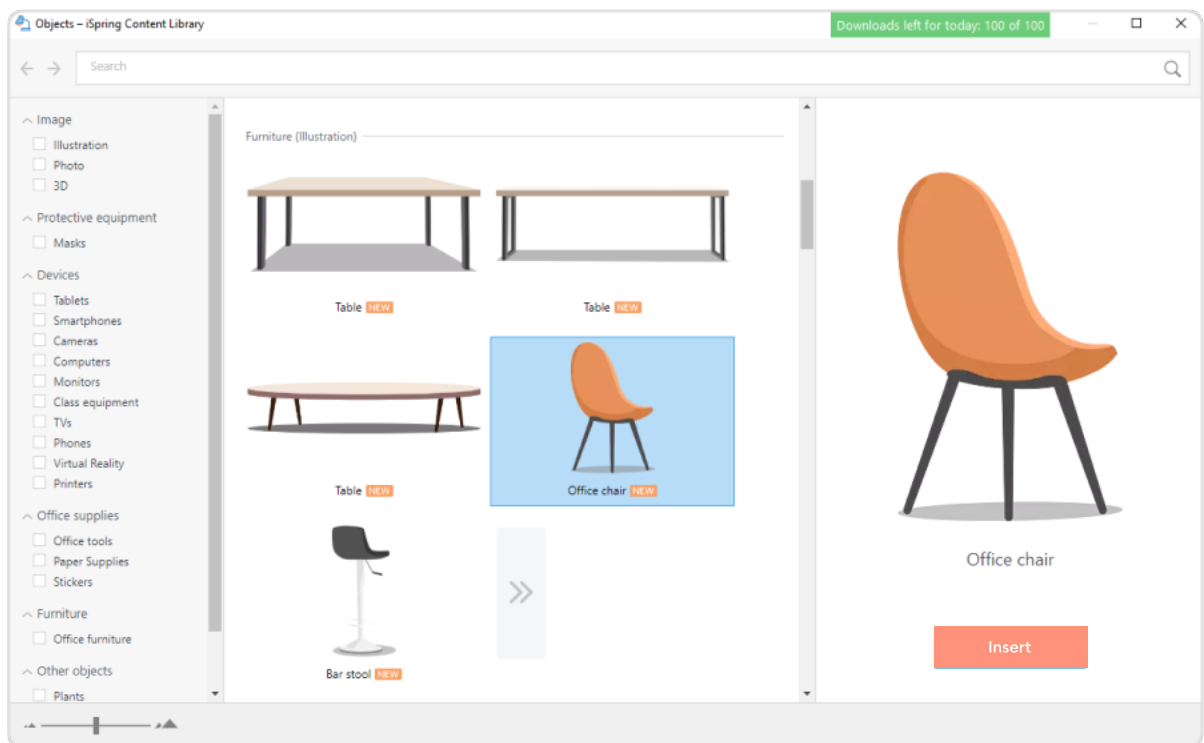 Objects – iSpring Content Library
Downloads left for today: 100 of 100
Search
Image
Illustration
Photo
3D
Protective equipment
Masks
Devices
Tablets
Smartphones
Cameras
Computers
Monitors
Class equipment
TVs
Phones
Virtual Reality
Printers
Office supplies
Office tools
Paper Supplies
Stickers
Furniture
Office furniture
Other objects
Plants
Furniture (Illustration)
Table NEW
Table NEW
Table NEW
Office chair NEW
Bar stool NEW
Office chair
Insert